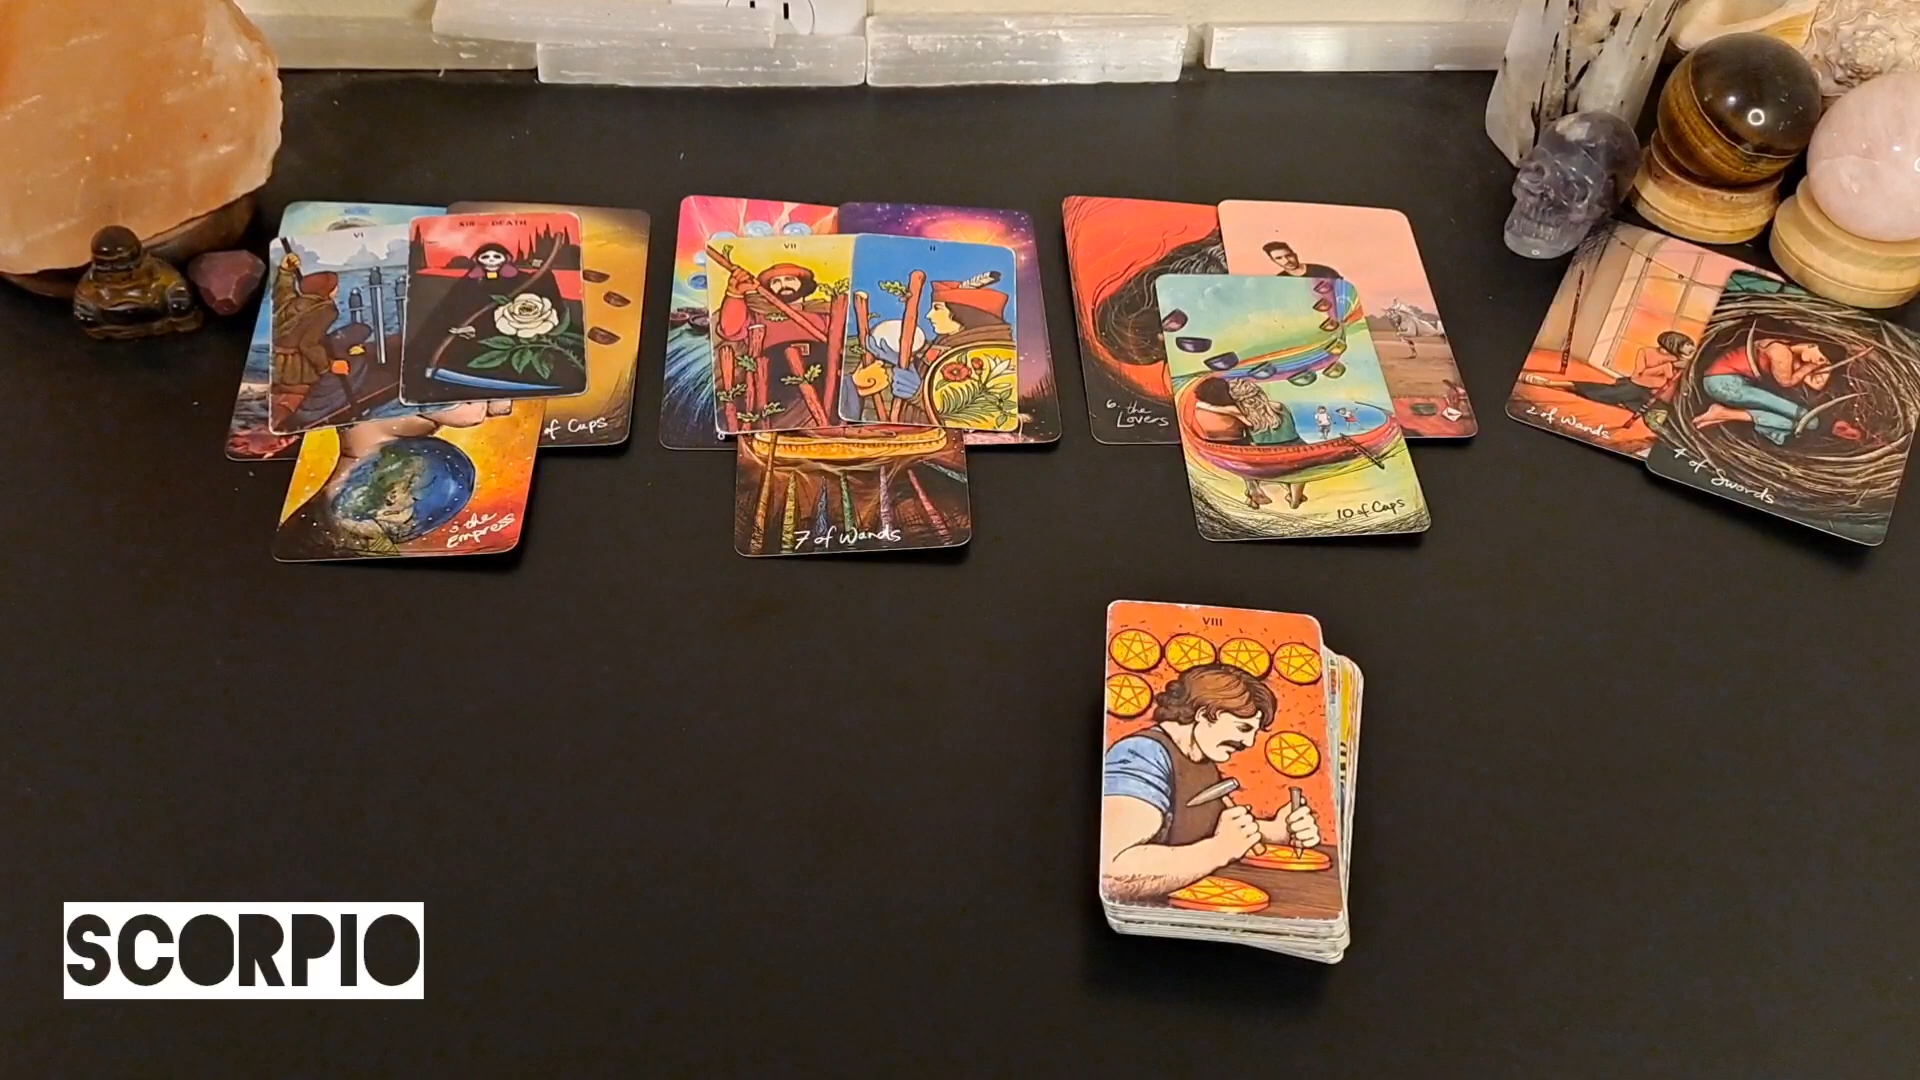 VI
XIII DEATH
of Cups
3 the
Empress
VII
II
7 of Wands
6. the
Lovers
10 of Cups
2 of Wands
4 of Swords
VIII
SCORPIO